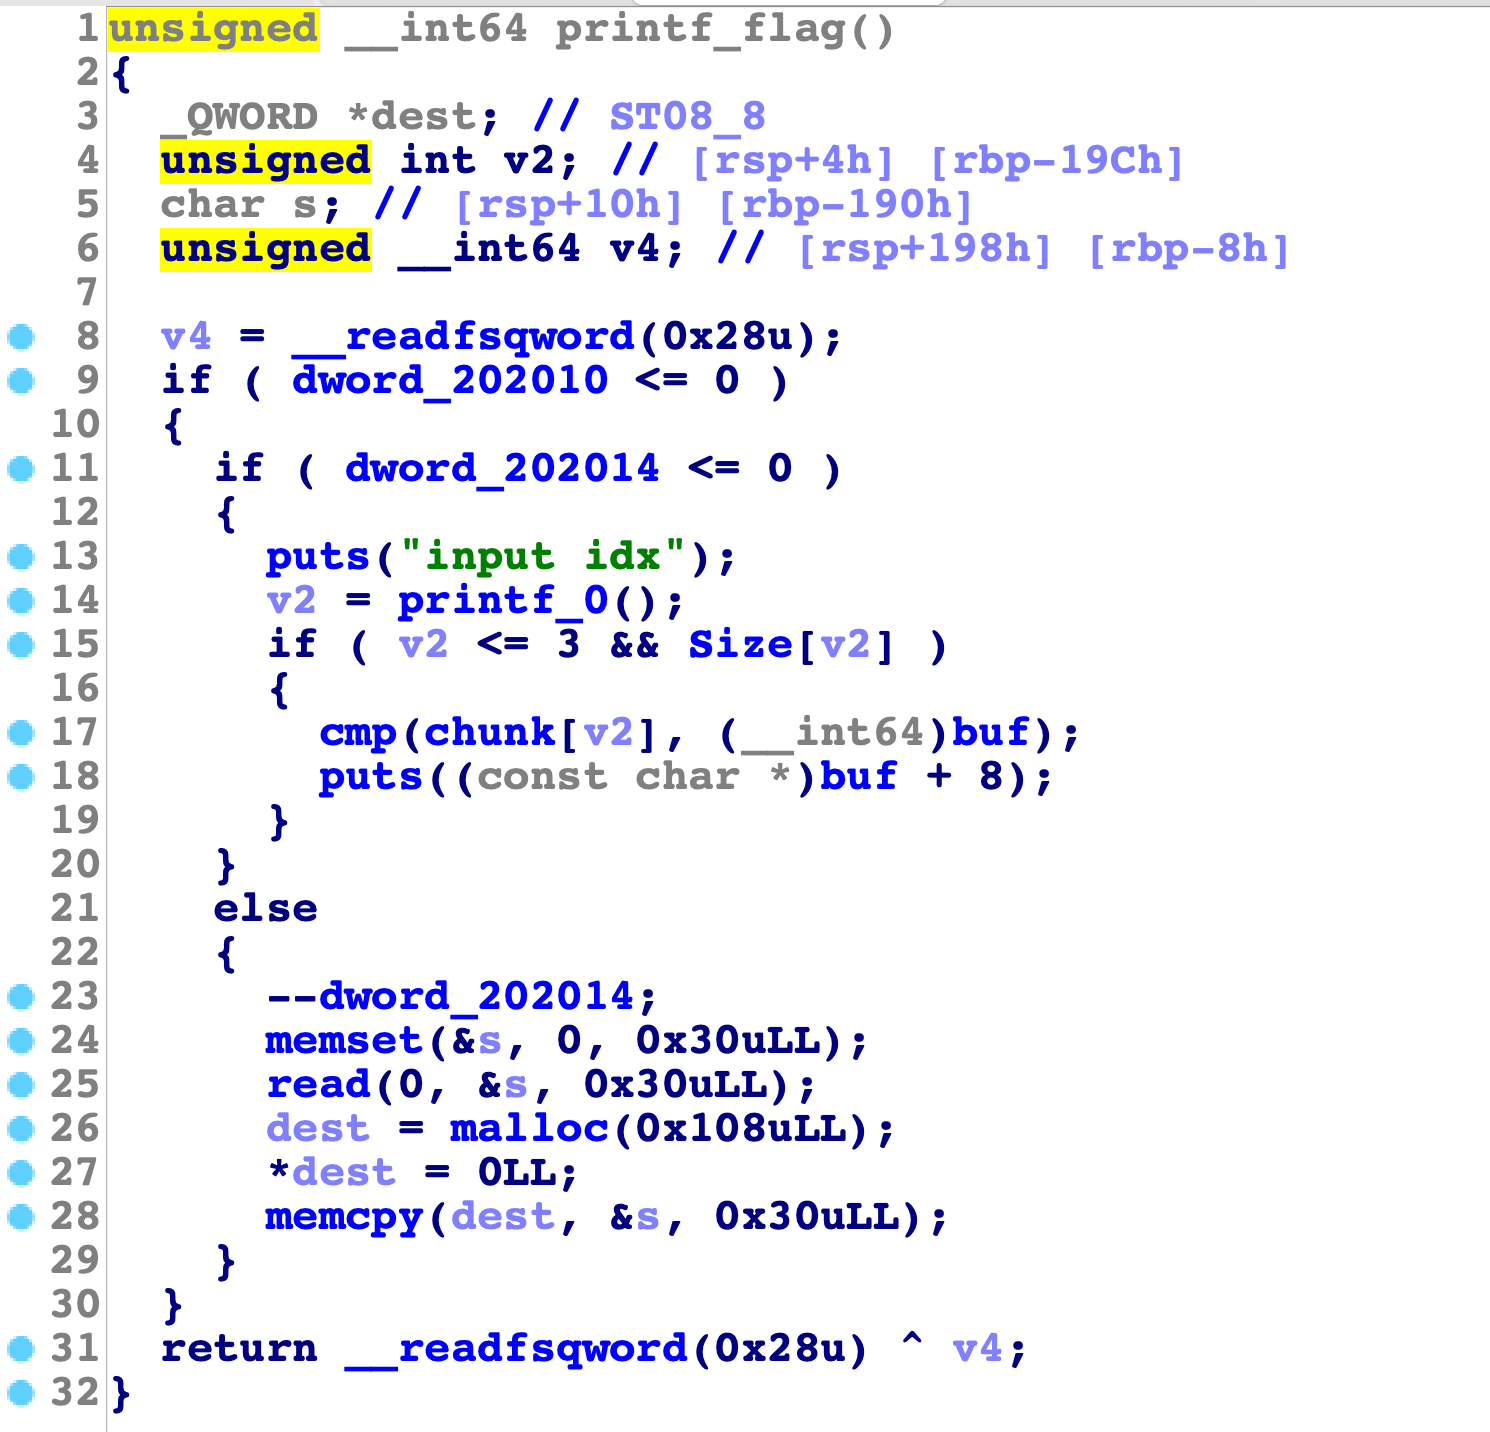 1 unsigned __int64 printf_flag()
2 {
3 _QWORD *dest; // ST08_8
4 unsigned int v2; // [rsp+4h] [rbp-19Ch]
5 char s; // [rsp+10h] [rbp-190h]
6 unsigned __int64 v4; // [rsp+198h] [rbp-8h]
7
8 v4 = __readfsqword(0x28u);
9 if ( dword_202010 <= 0 )
10 {
11 if ( dword_202014 <= 0 )
12 {
13 puts("input idx");
14 v2 = printf_0();
15 if ( v2 <= 3 && Size[v2] )
16 {
17 cmp(chunk[v2], (__int64)buf);
18 puts((const char *)buf + 8);
19 }
20 }
21 else
22 {
23 --dword_202014;
24 memset(&s, 0, 0x30uLL);
25 read(0, &s, 0x30uLL);
26 dest = malloc(0x108uLL);
27 *dest = 0LL;
28 memcpy(dest, &s, 0x30uLL);
29 }
30 }
31 return __readfsqword(0x28u) ^ v4;
32 }